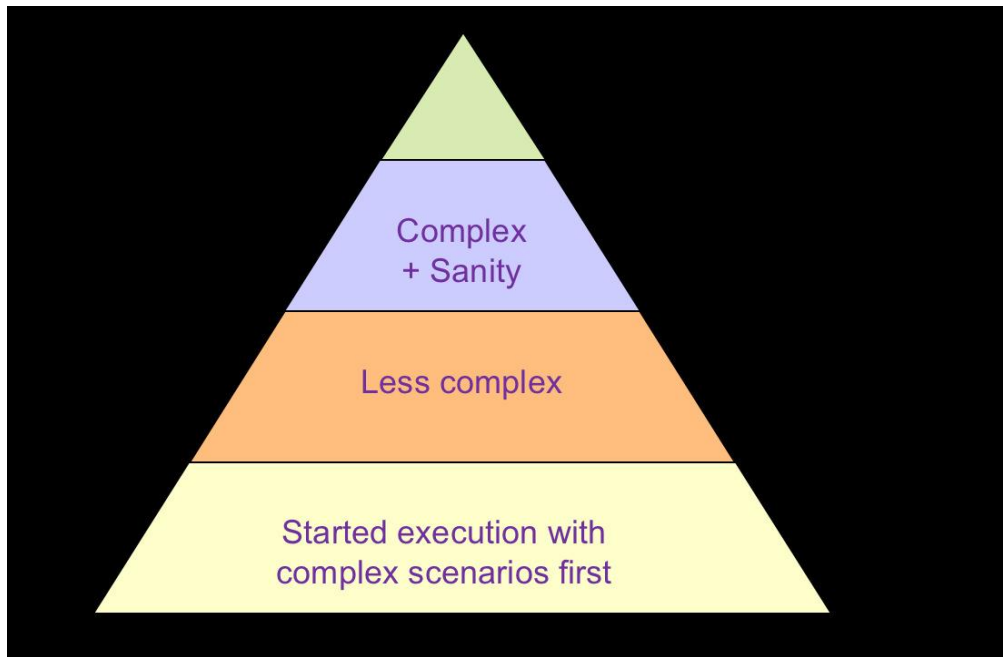 Complex
+ Sanity
Less complex
Started execution with
complex scenarios first